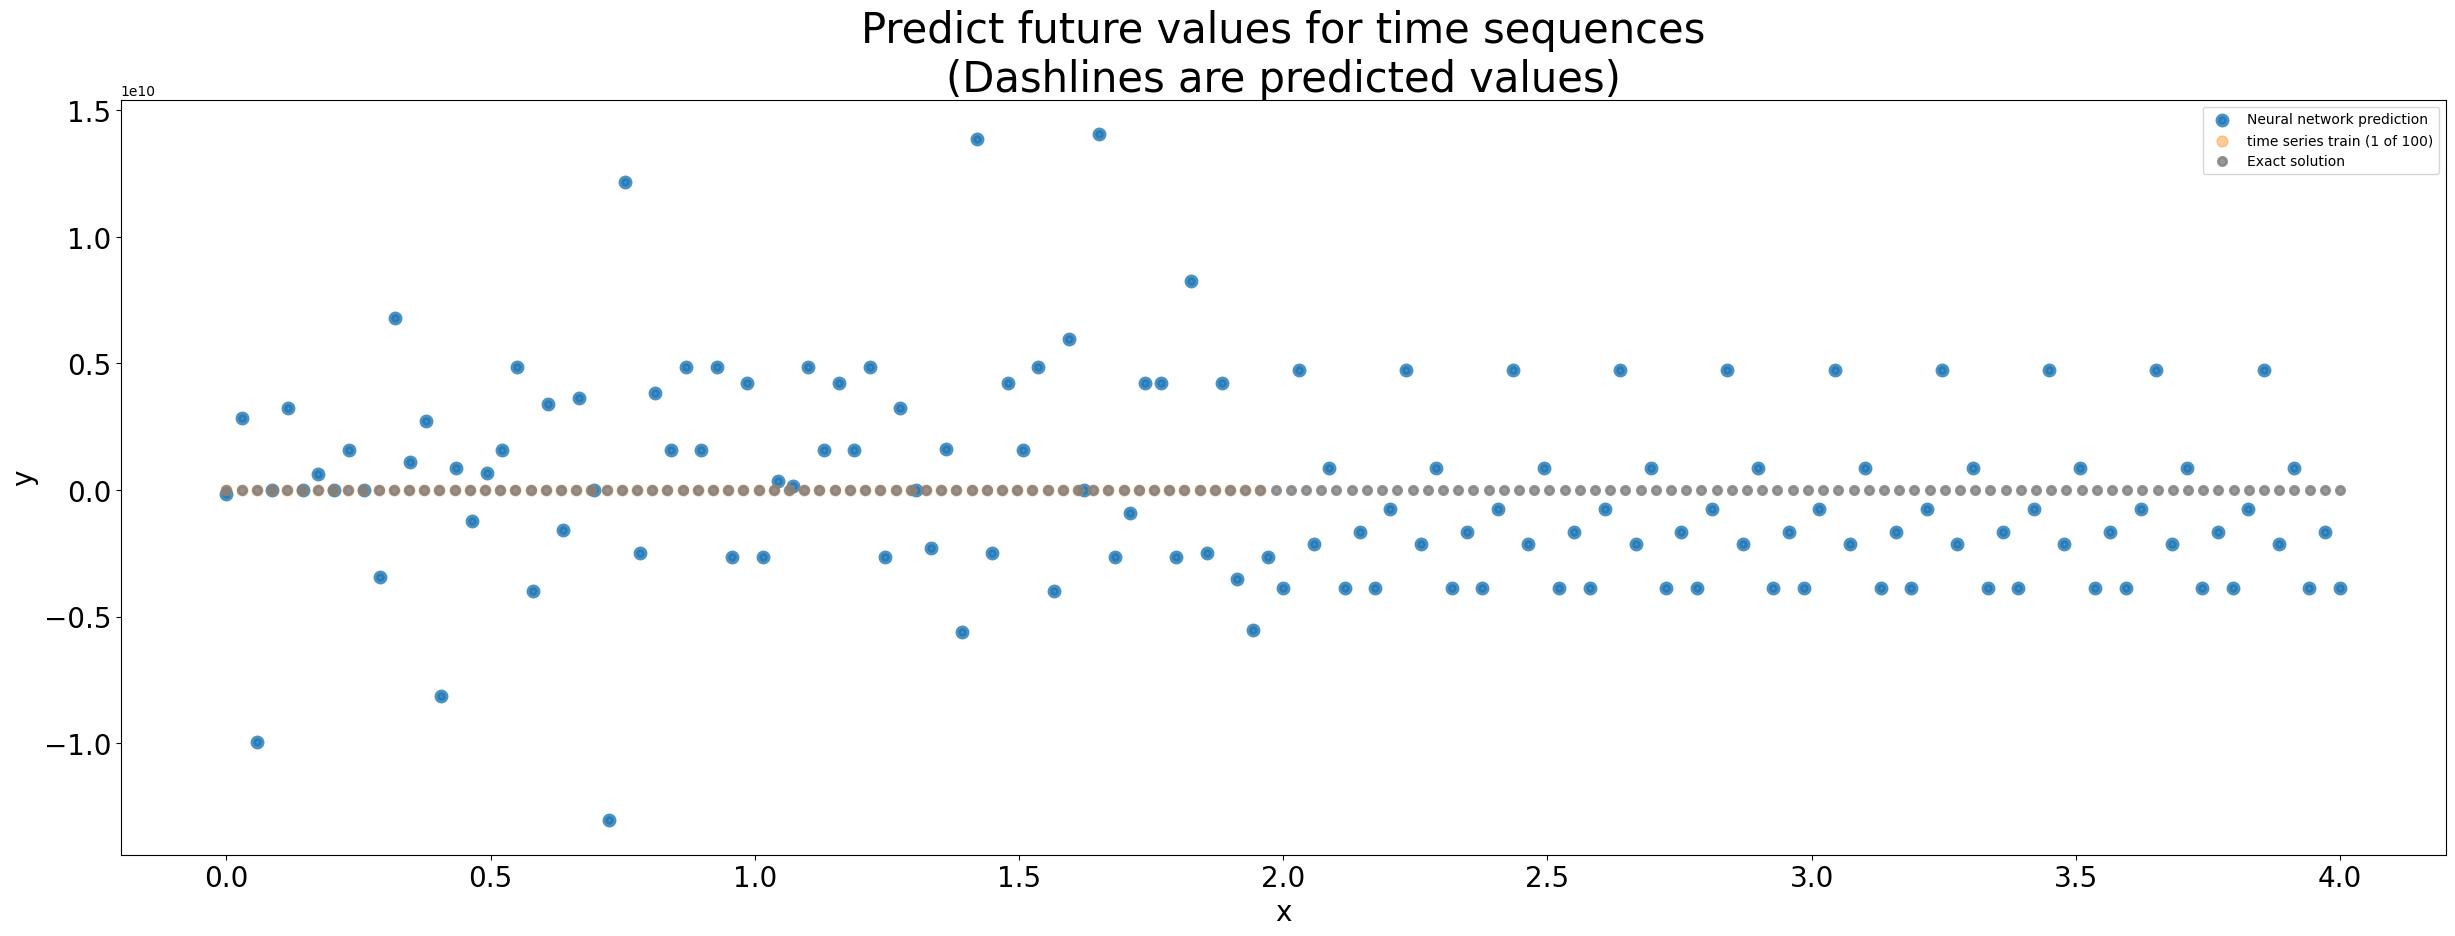 Predict future values for time sequences
(Dashlines are predicted values)
1e10
Neural network prediction
time series train (1 of 100)
Exact solution
1.5
1.0
0.5
0.0
−0.5
−1.0
y
0.0 0.5 1.0 1.5 2.0 2.5 3.0 3.5 4.0
x